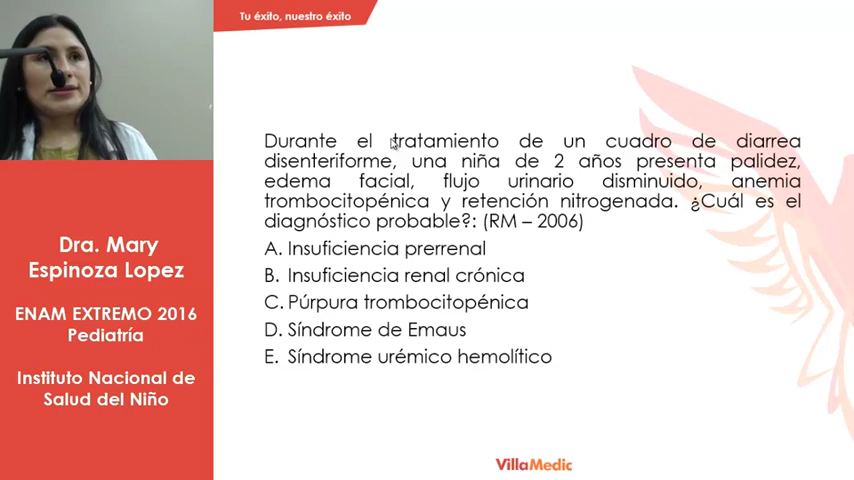 Tu éxito, nuestro éxito
Durante el tratamiento de un cuadro de diarrea
disenteriforme, una niña de 2 años presenta palidez,
edema facial, flujo urinario disminuido, anemia
trombocitopénica y retención nitrogenada. ¿Cuál es el
diagnóstico probable?: (RM – 2006)
A. Insuficiencia prerrenal
B. Insuficiencia renal crónica
C. Púrpura trombocitopénica
D. Síndrome de Emaus
E. Síndrome urémico hemolítico
Dra. Mary
Espinoza Lopez
ENAM EXTREMO 2016
Pediatría
Instituto Nacional de
Salud del Niño
VillaMedic